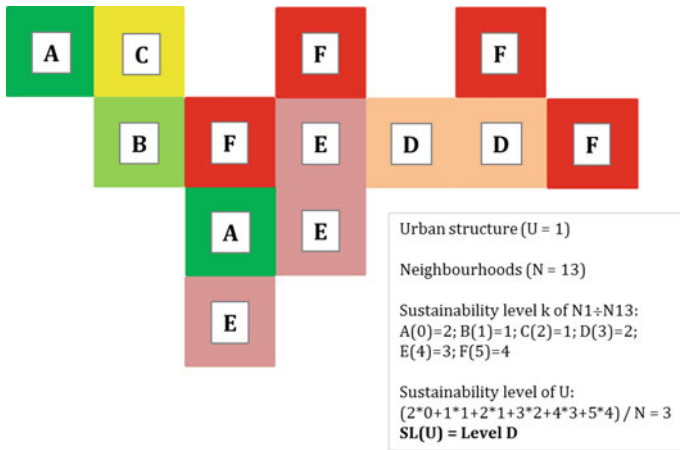 A C F F
B F E D D F
A E
E
Urban structure (U = 1)
Neighbourhoods (N = 13)
Sustainability level k of N1÷N13:
A(0)=2; B(1)=1; C(2)=1; D(3)=2;
E(4)=3; F(5)=4
Sustainability level of U:
(2*0+1*1+2*1+3*2+4*3+5*4) / N = 3
SL(U) = Level D